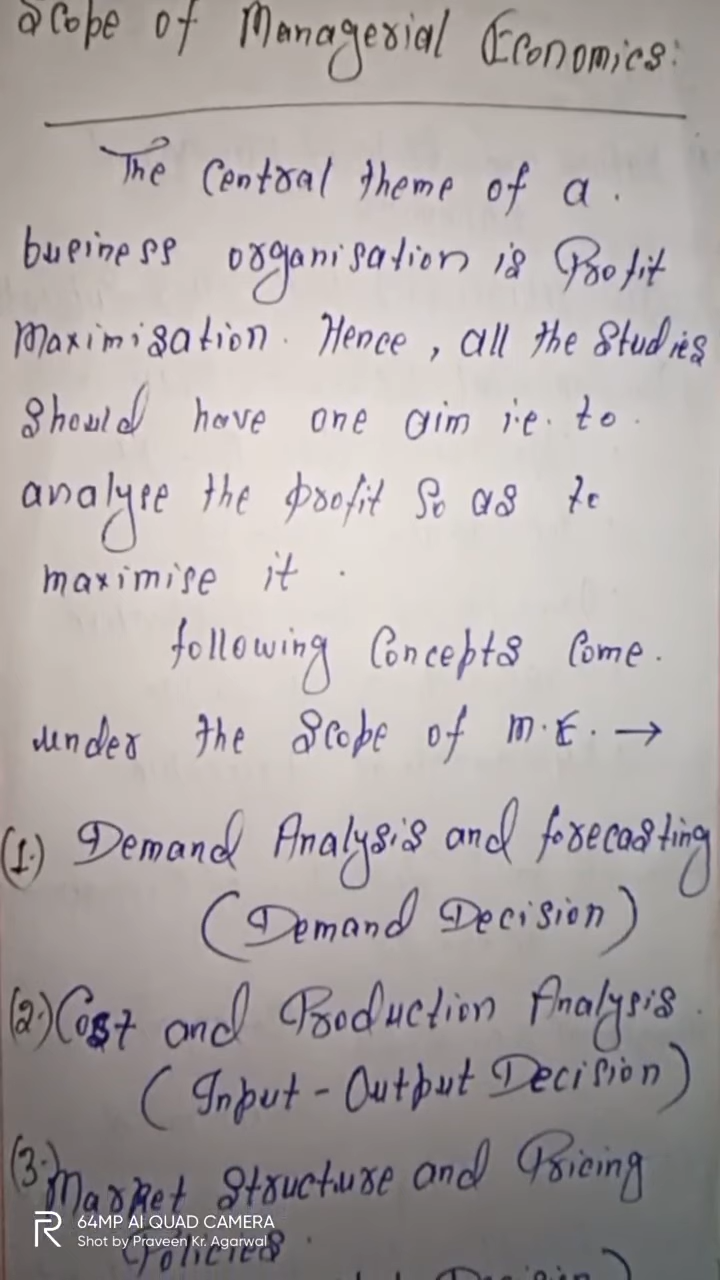 Scope of Managerial Economics:
The Central theme of a.
business organisation is Profit
Maximisation. Hence, all the Studies
Should have one aim i.e. to.
analyse the profit So as to
maximise it.
following Concepts Come.
under the Scope of M.E. →
(1.) Demand Analysis and forecasting
(Demand Decision)
(2.) Cost and Production Analysis.
(Input - Output Decision)
(3.) Market Structure and Pricing
Policies.
64MP AI QUAD CAMERA
Shot by Praveen Kr. Agarwal